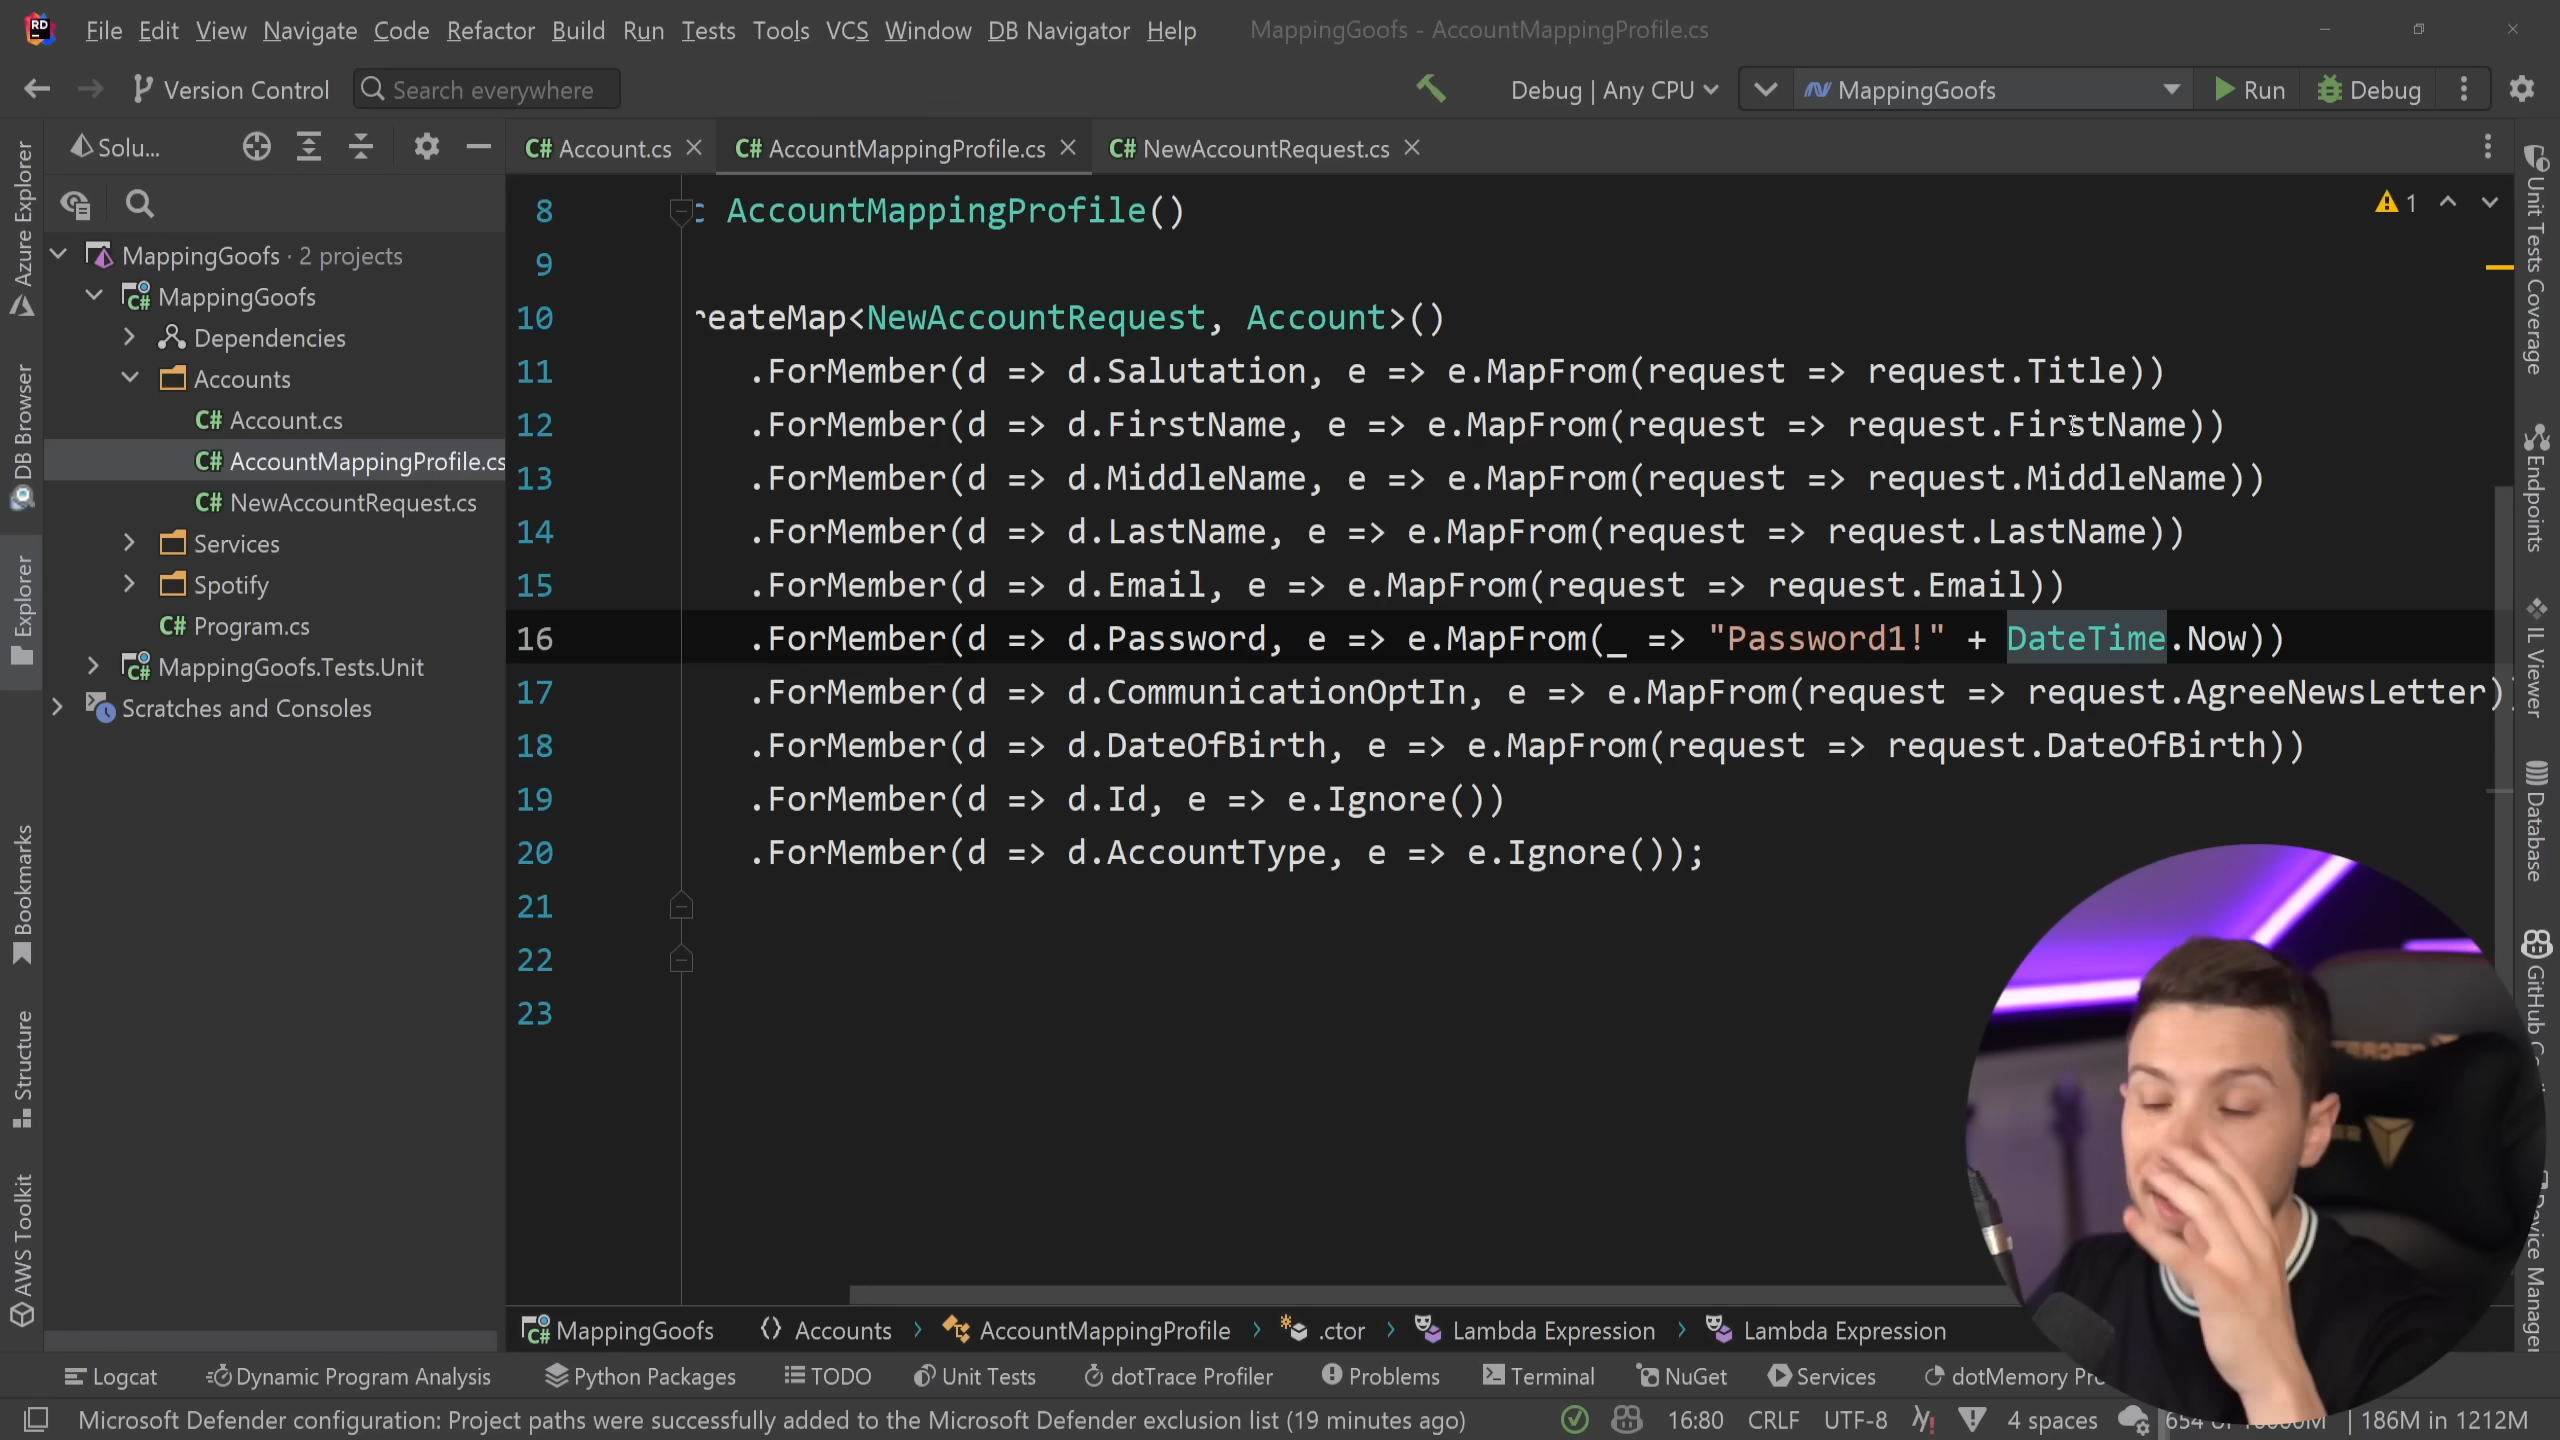 RD File Edit View Navigate Code Refactor Build Run Tests Tools VCS Window DB Navigator Help MappingGoofs - AccountMappingProfile.cs
Version Control Search everywhere Debug | Any CPU MappingGoofs Run Debug
Solu...
C# Account.cs C# AccountMappingProfile.cs C# NewAccountRequest.cs
MappingGoofs · 2 projects
C# MappingGoofs
Dependencies
Accounts
C# Account.cs
C# AccountMappingProfile.cs
C# NewAccountRequest.cs
Services
Spotify
C# Program.cs
C# MappingGoofs.Tests.Unit
Scratches and Consoles
Azure Explorer
DB Browser
Explorer
Bookmarks
Structure
AWS Toolkit
8 AccountMappingProfile()
9
10 reateMap<NewAccountRequest, Account>()
11 .ForMember(d => d.Salutation, e => e.MapFrom(request => request.Title))
12 .ForMember(d => d.FirstName, e => e.MapFrom(request => request.FirstName))
13 .ForMember(d => d.MiddleName, e => e.MapFrom(request => request.MiddleName))
14 .ForMember(d => d.LastName, e => e.MapFrom(request => request.LastName))
15 .ForMember(d => d.Email, e => e.MapFrom(request => request.Email))
16 .ForMember(d => d.Password, e => e.MapFrom(_ => "Password1!" + DateTime.Now))
17 .ForMember(d => d.CommunicationOptIn, e => e.MapFrom(request => request.AgreeNewsLetter))
18 .ForMember(d => d.DateOfBirth, e => e.MapFrom(request => request.DateOfBirth))
19 .ForMember(d => d.Id, e => e.Ignore())
20 .ForMember(d => d.AccountType, e => e.Ignore());
21
22
23
1
Unit Tests Coverage
Endpoints
IL Viewer
Database
GitHub C
Device Manager
C# MappingGoofs Accounts AccountMappingProfile .ctor Lambda Expression Lambda Expression
Logcat Dynamic Program Analysis Python Packages TODO Unit Tests dotTrace Profiler Problems Terminal NuGet Services dotMemory Pro
Microsoft Defender configuration: Project paths were successfully added to the Microsoft Defender exclusion list (19 minutes ago) 16:80 CRLF UTF-8 4 spaces 654 of 186M in 1212M